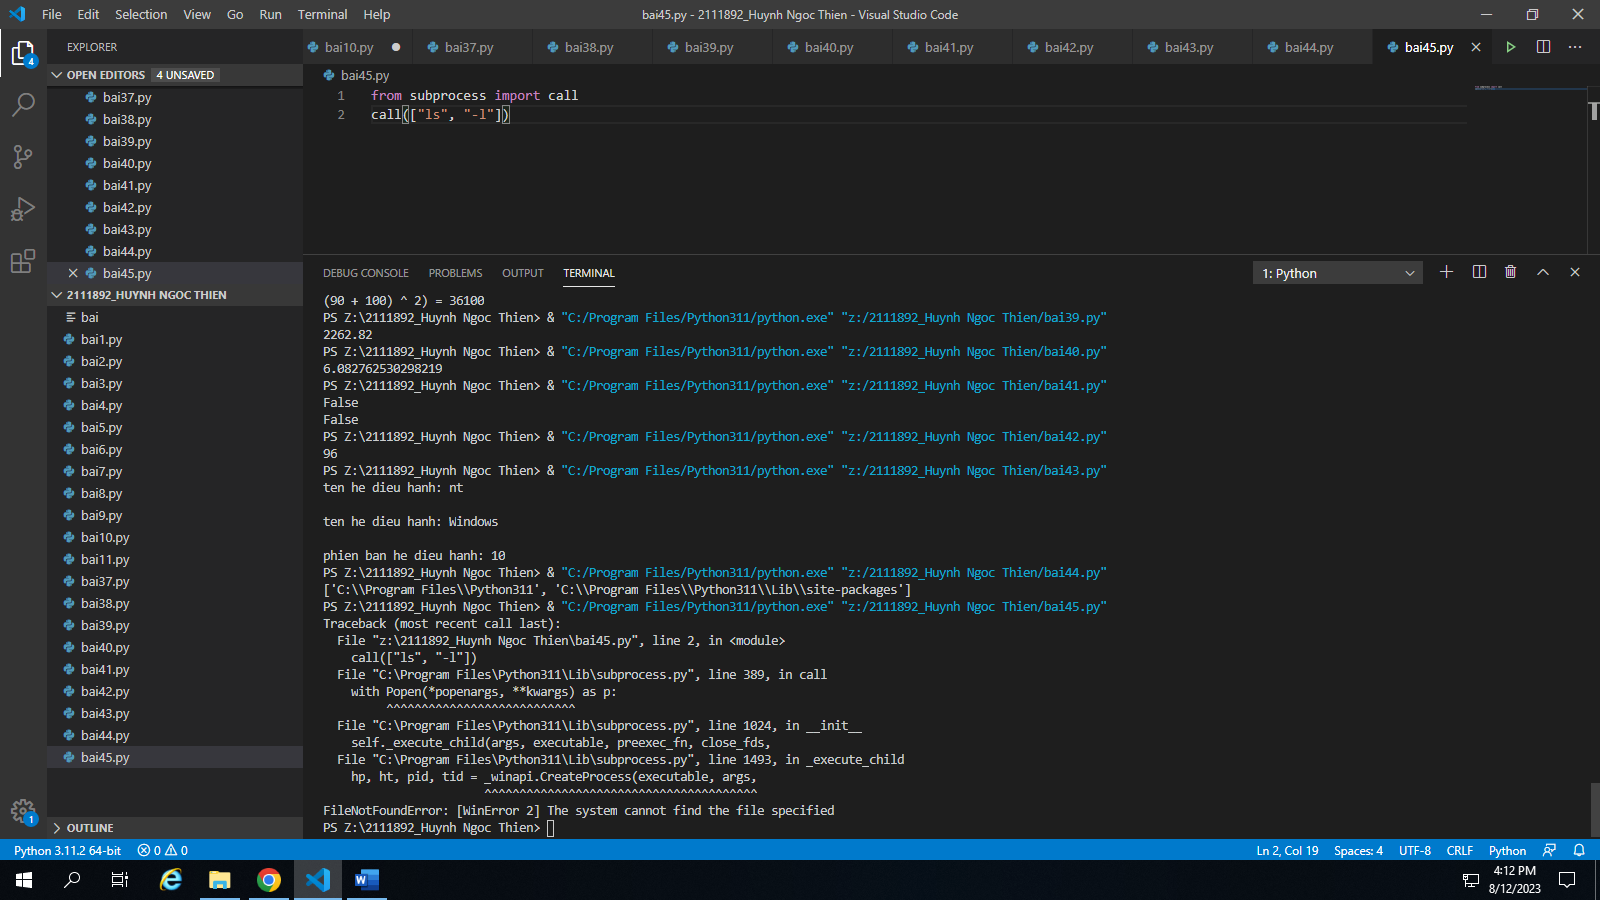 File Edit Selection View Go Run Terminal Help
bai45.py - 2111892_Huynh Ngoc Thien - Visual Studio Code
EXPLORER
OPEN EDITORS 4 UNSAVED
bai37.py
bai38.py
bai39.py
bai40.py
bai41.py
bai42.py
bai43.py
bai44.py
bai45.py
2111892_HUYNH NGOC THIEN
bai
bai1.py
bai2.py
bai3.py
bai4.py
bai5.py
bai6.py
bai7.py
bai8.py
bai9.py
bai10.py
bai11.py
bai37.py
bai38.py
bai39.py
bai40.py
bai41.py
bai42.py
bai43.py
bai44.py
bai45.py
OUTLINE
4
1
bai10.py bai37.py bai38.py bai39.py bai40.py bai41.py bai42.py bai43.py bai44.py bai45.py
bai45.py
1 from subprocess import call
2 call(["ls", "-l"])
DEBUG CONSOLE PROBLEMS OUTPUT TERMINAL
1: Python
(90 + 100) ^ 2) = 36100
PS Z:\2111892_Huynh Ngoc Thien> & "C:/Program Files/Python311/python.exe" "z:/2111892_Huynh Ngoc Thien/bai39.py"
2262.82
PS Z:\2111892_Huynh Ngoc Thien> & "C:/Program Files/Python311/python.exe" "z:/2111892_Huynh Ngoc Thien/bai40.py"
6.082762530298219
PS Z:\2111892_Huynh Ngoc Thien> & "C:/Program Files/Python311/python.exe" "z:/2111892_Huynh Ngoc Thien/bai41.py"
False
False
PS Z:\2111892_Huynh Ngoc Thien> & "C:/Program Files/Python311/python.exe" "z:/2111892_Huynh Ngoc Thien/bai42.py"
96
PS Z:\2111892_Huynh Ngoc Thien> & "C:/Program Files/Python311/python.exe" "z:/2111892_Huynh Ngoc Thien/bai43.py"
ten he dieu hanh: nt
ten he dieu hanh: Windows
phien ban he dieu hanh: 10
PS Z:\2111892_Huynh Ngoc Thien> & "C:/Program Files/Python311/python.exe" "z:/2111892_Huynh Ngoc Thien/bai44.py"
['C:\\Program Files\\Python311', 'C:\\Program Files\\Python311\\Lib\\site-packages']
PS Z:\2111892_Huynh Ngoc Thien> & "C:/Program Files/Python311/python.exe" "z:/2111892_Huynh Ngoc Thien/bai45.py"
Traceback (most recent call last):
File "z:\2111892_Huynh Ngoc Thien\bai45.py", line 2, in <module>
call(["ls", "-l"])
File "C:\Program Files\Python311\Lib\subprocess.py", line 389, in call
with Popen(*popenargs, **kwargs) as p:
^^^^^^^^^^^^^^^^^^^^^^^^^^^
File "C:\Program Files\Python311\Lib\subprocess.py", line 1024, in __init__
self._execute_child(args, executable, preexec_fn, close_fds,
File "C:\Program Files\Python311\Lib\subprocess.py", line 1493, in _execute_child
hp, ht, pid, tid = _winapi.CreateProcess(executable, args,
^^^^^^^^^^^^^^^^^^^^^^^^^^^^^^^^^^^^^^^
FileNotFoundError: [WinError 2] The system cannot find the file specified
PS Z:\2111892_Huynh Ngoc Thien>
Python 3.11.2 64-bit 0 0 Ln 2, Col 19 Spaces: 4 UTF-8 CRLF Python
4:12 PM
8/12/2023